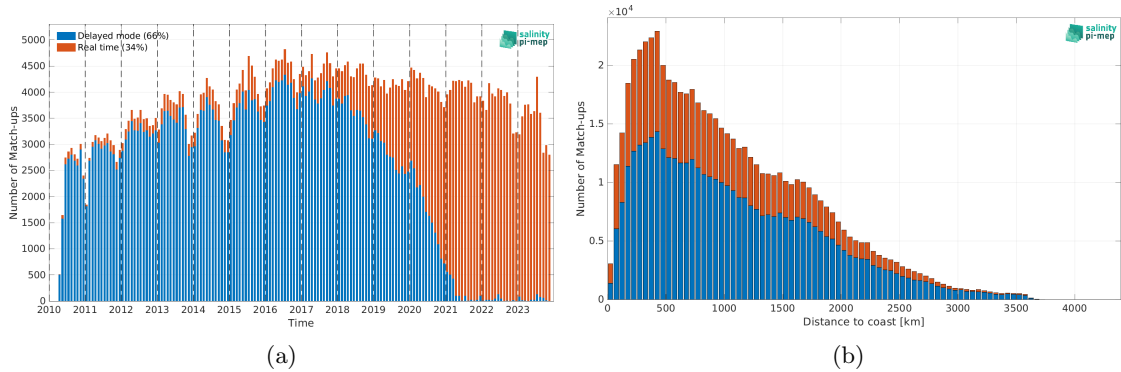 Delayed mode (66%)
Real time (34%)
salinity
pi-mep
Number of Match-ups
5000
4500
4000
3500
3000
2500
2000
1500
1000
500
0
2010 2011 2012 2013 2014 2015 2016 2017 2018 2019 2020 2021 2022 2023
Time
(a)
×10⁴
salinity
pi-mep
Number of Match-ups
2
1.5
1
0.5
0
0 500 1000 1500 2000 2500 3000 3500 4000
Distance to coast [km]
(b)